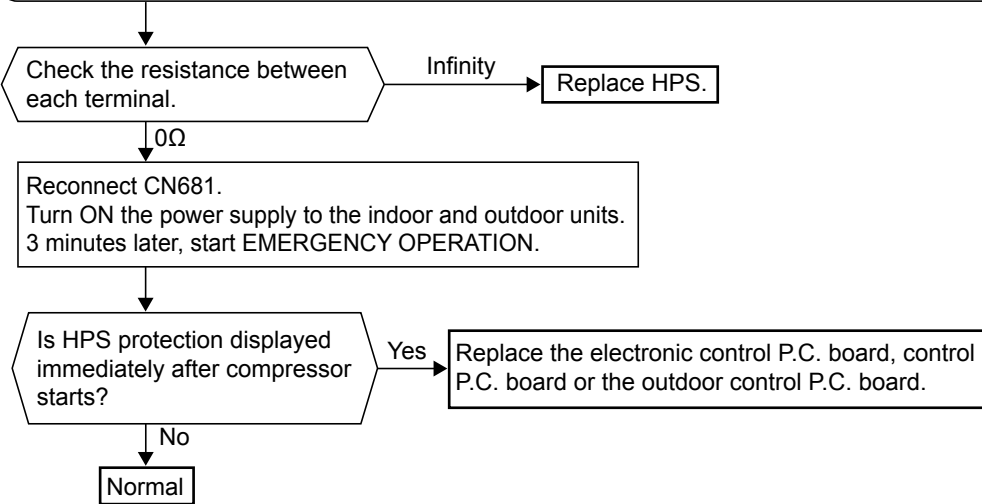 Check the resistance between
each terminal.
Infinity
Replace HPS.
0Ω
Reconnect CN681.
Turn ON the power supply to the indoor and outdoor units.
3 minutes later, start EMERGENCY OPERATION.
Is HPS protection displayed
immediately after compressor
starts?
Yes
Replace the electronic control P.C. board, control
P.C. board or the outdoor control P.C. board.
No
Normal